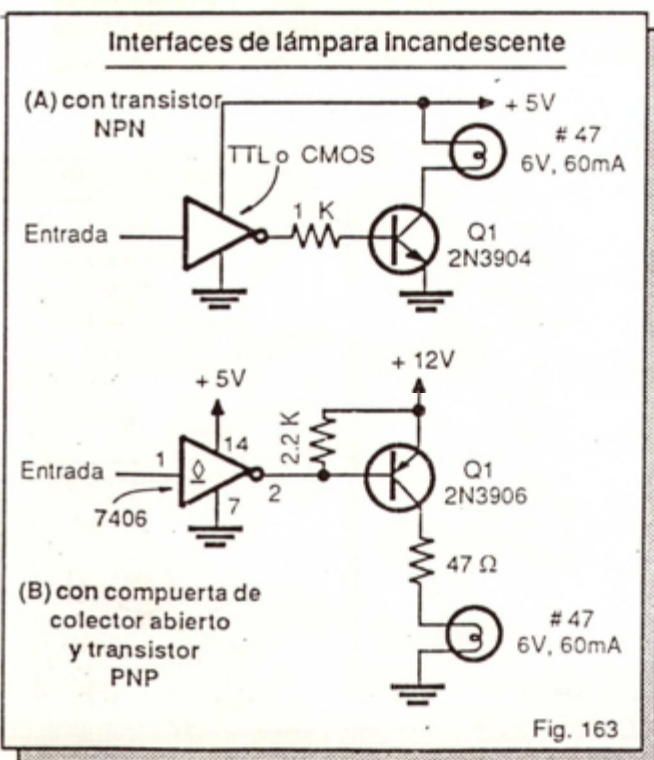 Interfaces de lámpara incandescente
(A) con transistor
NPN
+ 5V
# 47
6V, 60mA
TTL o CMOS
1 K
Entrada
Q1
2N3904
+ 12V
+ 5V
2.2 K
14
Entrada
1
2
7
7406
Q1
2N3906
47 Ω
(B) con compuerta de
colector abierto
y transistor
PNP
# 47
6V, 60mA
Fig. 163